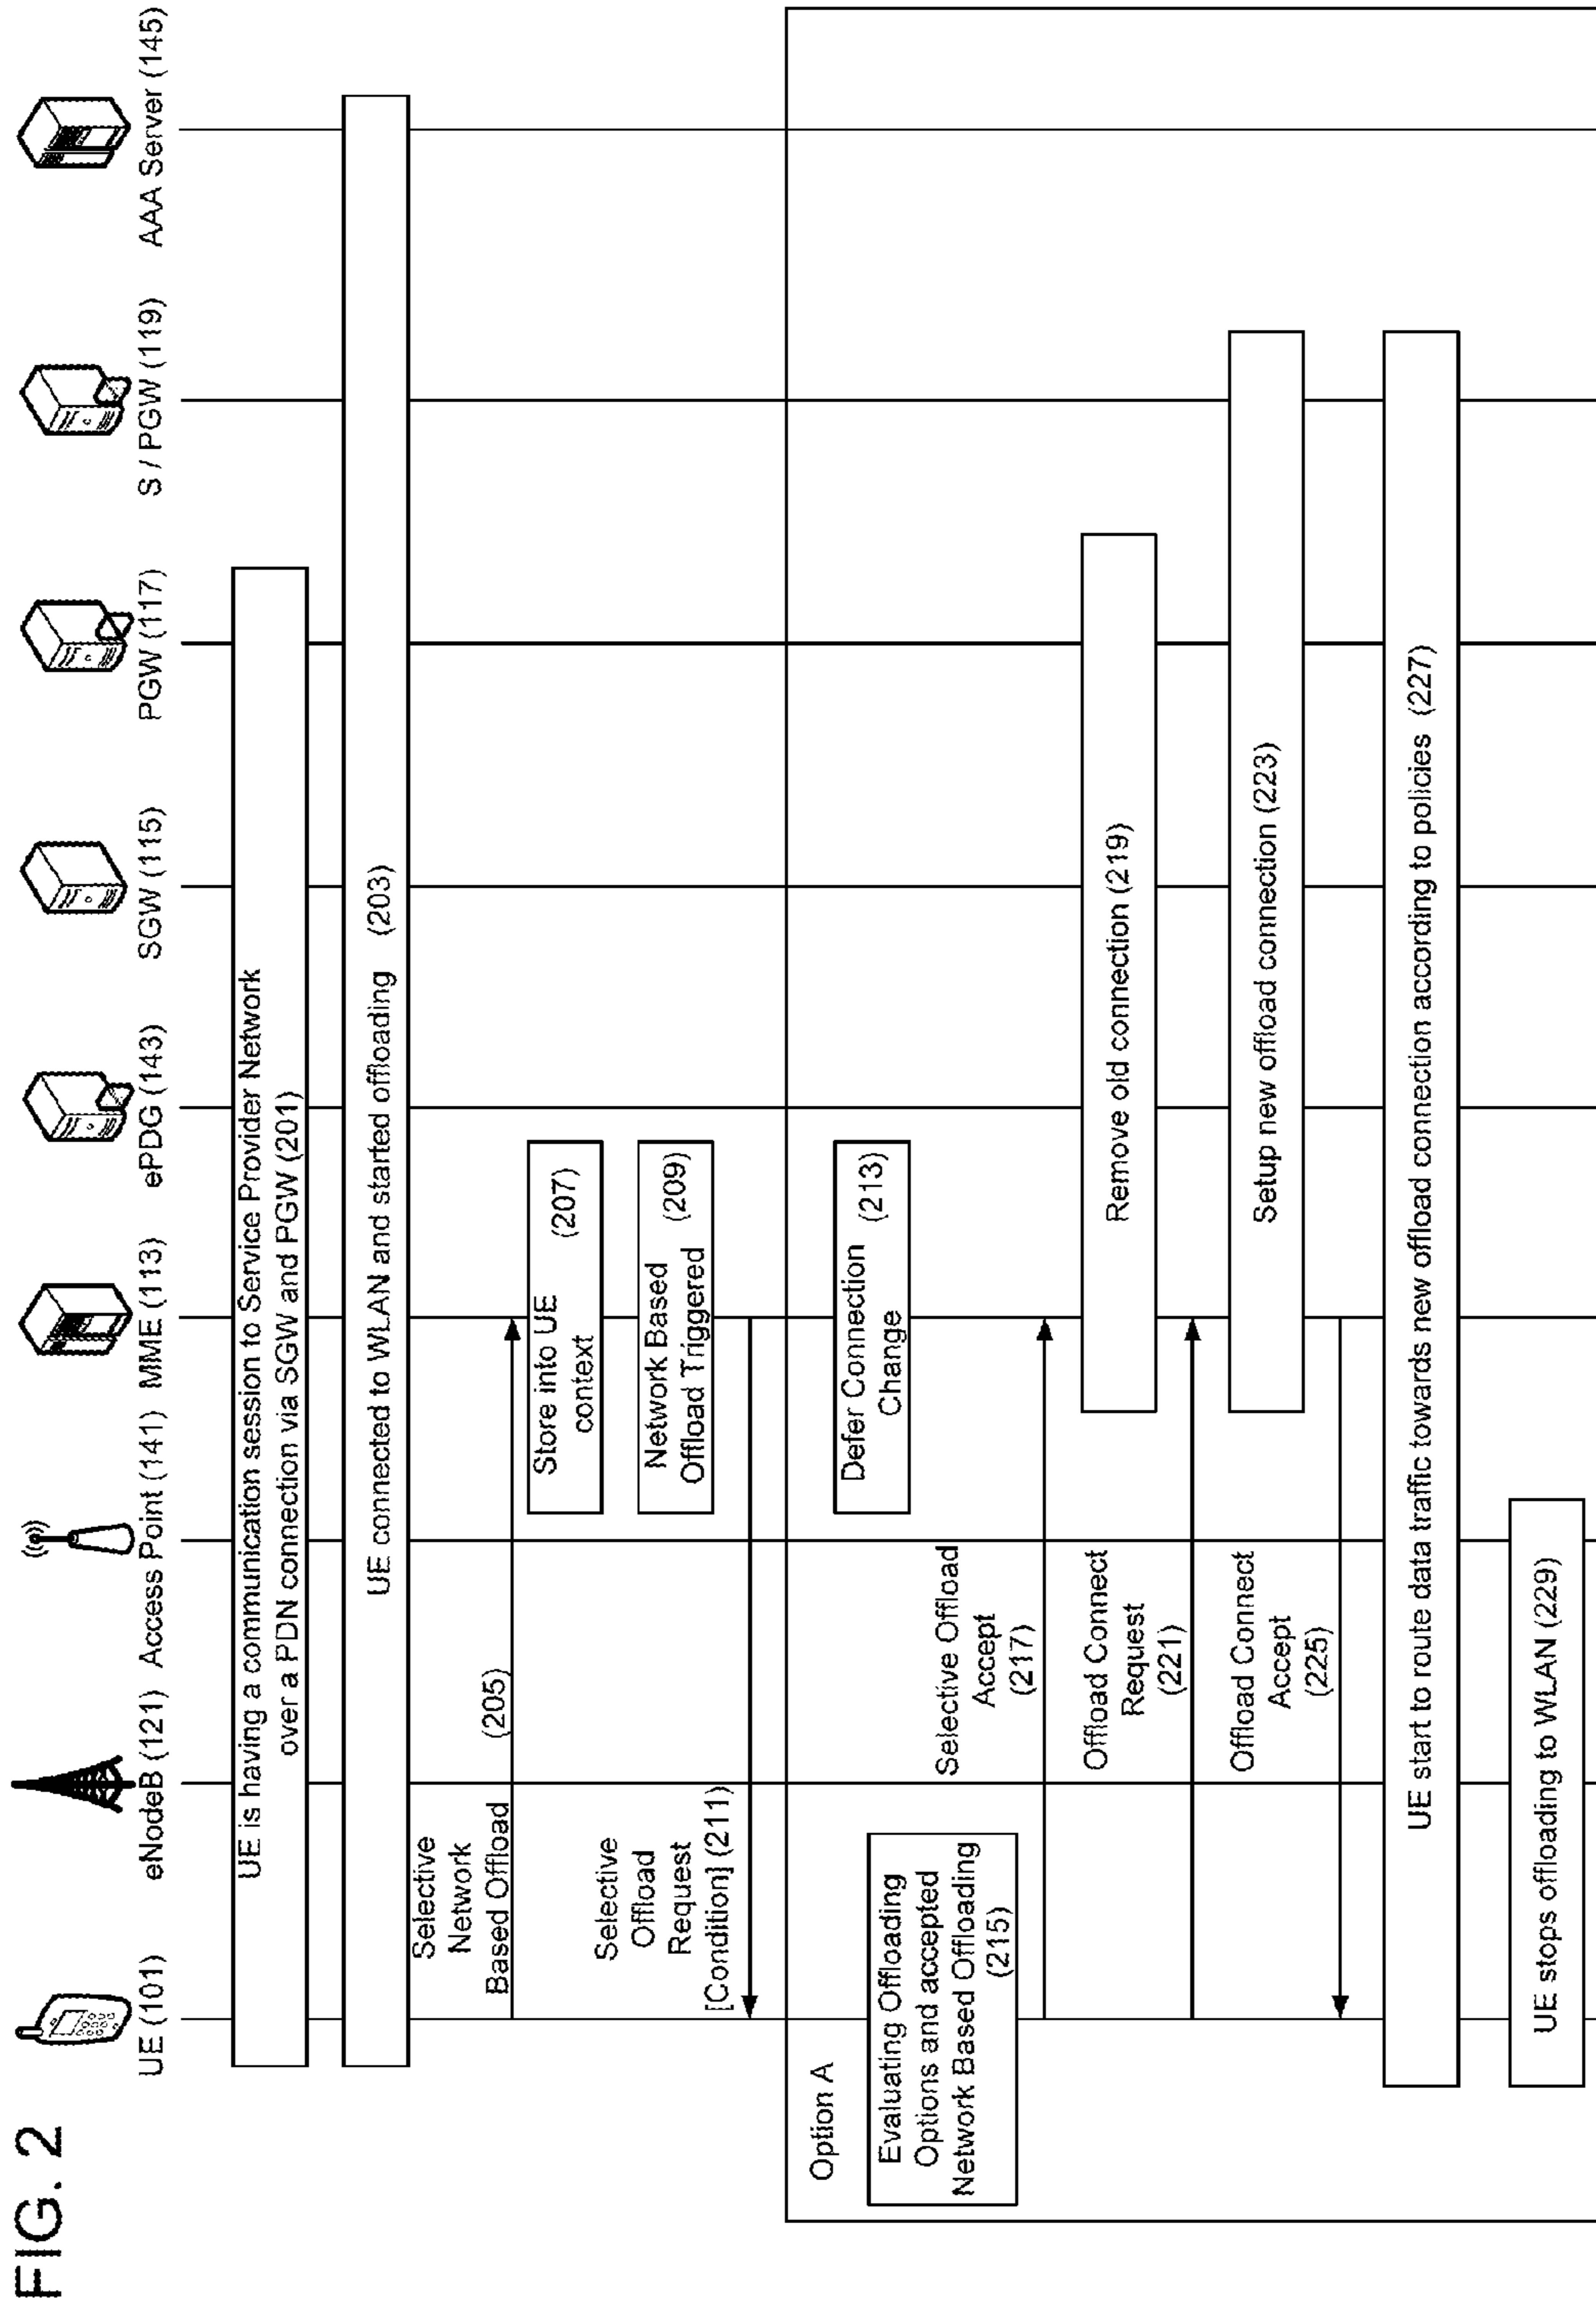 FIG. 2
UE (101)
eNodeB (121)
Access Point (141)
MME (113)
ePDG (143)
SGW (115)
PGW (117)
S / PGW (119)
AAA Server (145)
UE is having a communication session to Service Provider Network
over a PDN connection via SGW and PGW (201)
UE connected to WLAN and started offloading (203)
Selective
Network
Based Offload
(205)
Store into UE
context (207)
Network Based
Offload Triggered (209)
Selective
Offload
Request
[Condition] (211)
Option A
Defer Connection
Change (213)
Evaluating Offloading
Options and accepted
Network Based Offloading
(215)
Selective Offload
Accept
(217)
Remove old connection (219)
Offload Connect
Request
(221)
Setup new offload connection (223)
Offload Connect
Accept
(225)
UE start to route data traffic towards new offload connection according to policies (227)
UE stops offloading to WLAN (229)